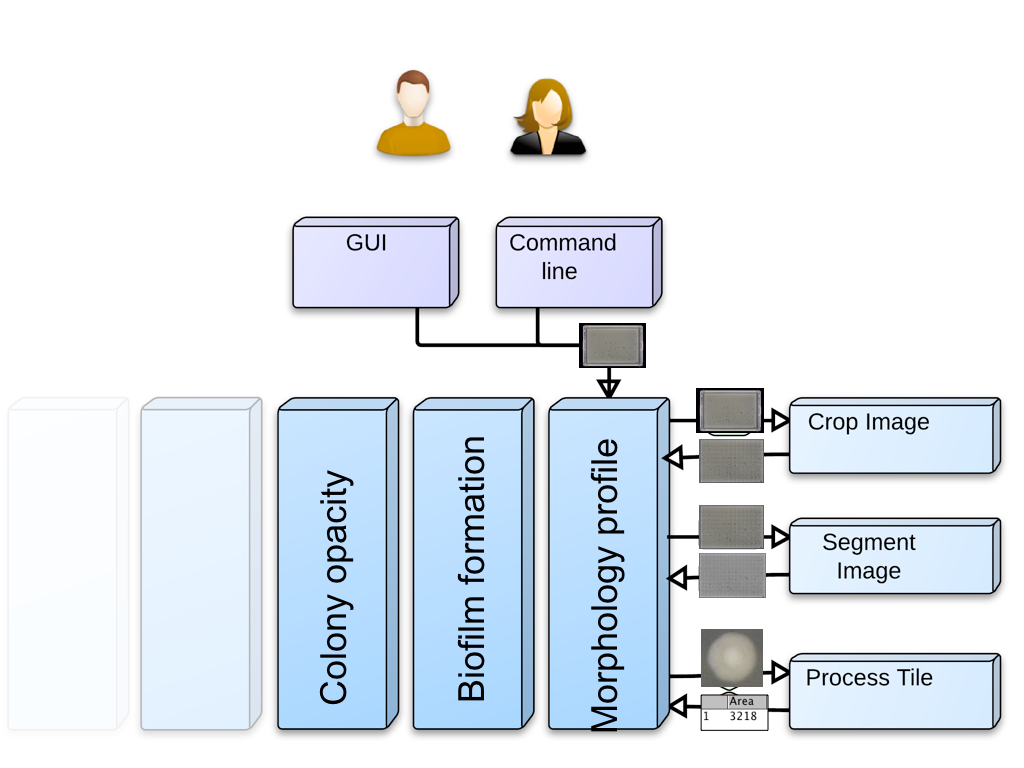 GUI
Command
line
Colony opacity
Biofilm formation
Morphology profile
Crop Image
Segment
Image
Process Tile
Area
1 3218